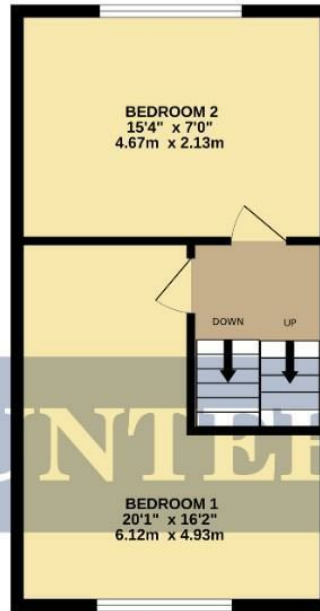 BEDROOM 2
15'4" x 7'0"
4.67m x 2.13m
DOWN UP
UNTER
BEDROOM 1
20'1" x 16'2"
6.12m x 4.93m